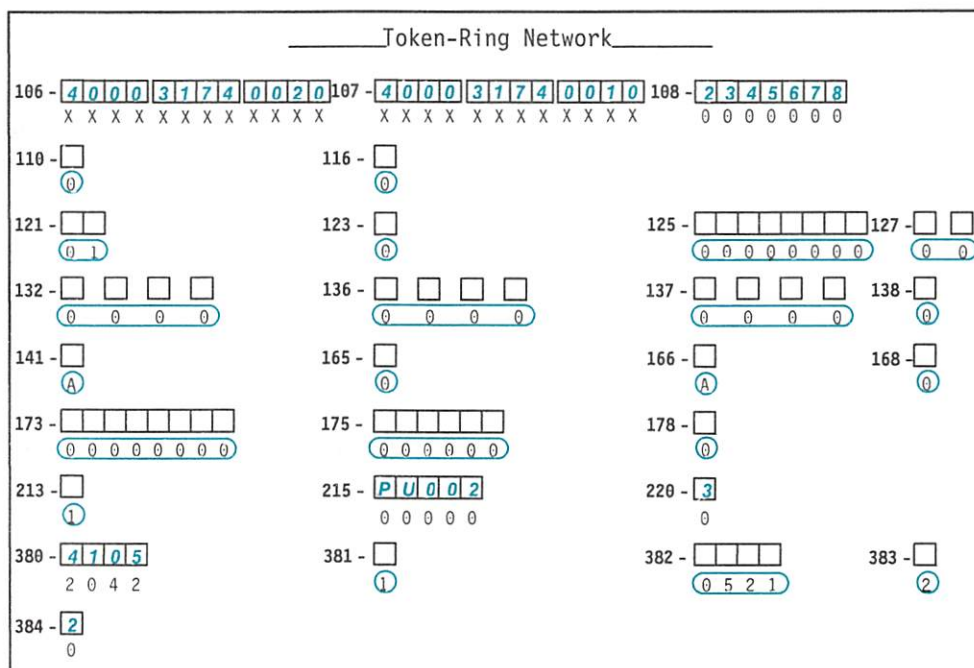 Token-Ring Network
106 - 4000 3174 0020 107 - 4000 3174 0010 108 - 2345678
X X X X X X X X X X X X X X X X X X X X X X X X 0 0 0 0 0 0 0
110 - 116 -
0 0
121 - 123 - 125 - 127 -
0 1 0 0 0 0 0 0 0 0 0 0 0
132 - 136 - 137 - 138 -
0 0 0 0 0 0 0 0 0 0 0 0 0
141 - 165 - 166 - 168 -
A 0 A 0
173 - 175 - 178 -
0 0 0 0 0 0 0 0 0 0 0 0 0 0 0
213 - 215 - PU002 220 - 3
1 0 0 0 0 0 0
380 - 4105 381 - 382 - 383 -
2 0 4 2 1 0 5 2 1 2
384 - 2
0